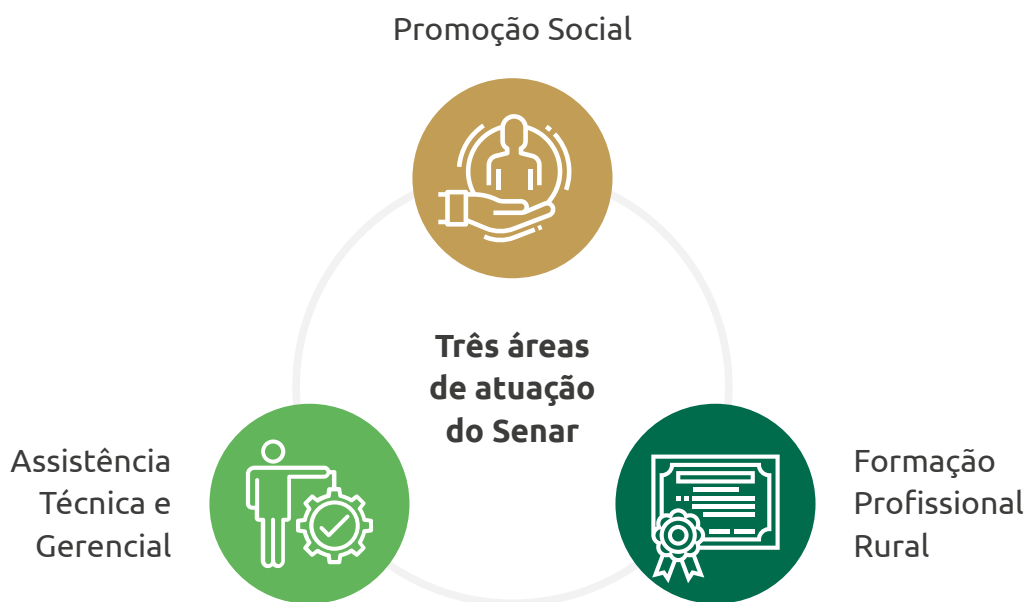 Promoção Social
Três áreas
de atuação
do Senar
Assistência
Técnica e
Gerencial
Formação
Profissional
Rural